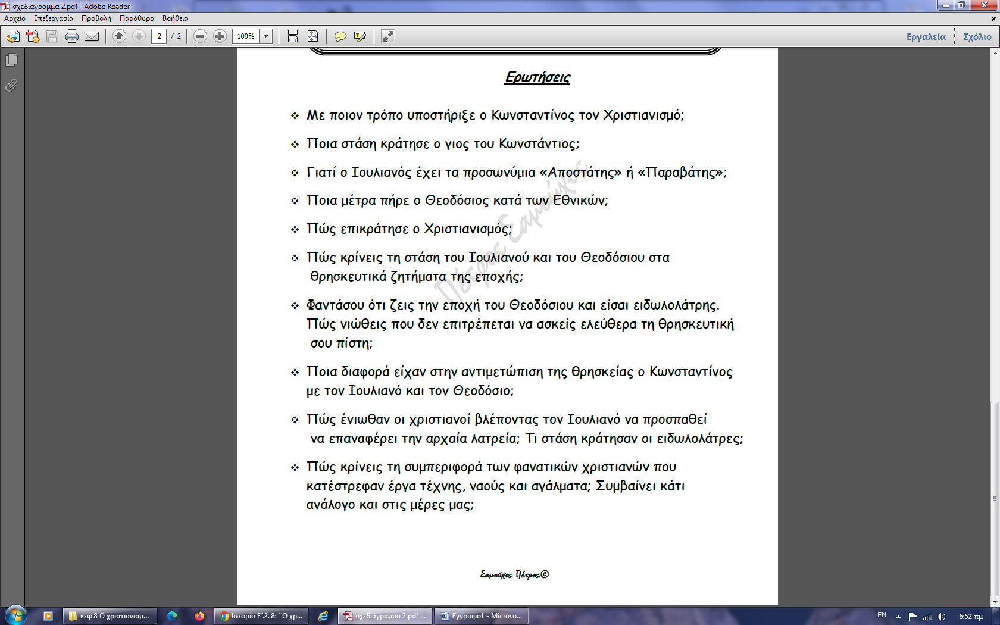 σχεδιάγραμμα 2.pdf - Adobe Reader
Αρχείο Επεξεργασία Προβολή Παράθυρο Βοήθεια
2 / 2 100% Εργαλεία Σχόλιο
Ερωτήσεις
❖ Με ποιον τρόπο υποστήριξε ο Κωνσταντίνος τον Χριστιανισμό;
❖ Ποια στάση κράτησε ο γιος του Κωνστάντιος;
❖ Γιατί ο Ιουλιανός έχει τα προσωνύμια «Αποστάτης» ή «Παραβάτης»;
❖ Ποια μέτρα πήρε ο Θεοδόσιος κατά των Εθνικών;
❖ Πώς επικράτησε ο Χριστιανισμός;
❖ Πώς κρίνεις τη στάση του Ιουλιανού και του Θεοδόσιου στα
θρησκευτικά ζητήματα της εποχής;
❖ Φαντάσου ότι ζεις την εποχή του Θεοδόσιου και είσαι ειδωλολάτρης.
Πώς νιώθεις που δεν επιτρέπεται να ασκείς ελεύθερα τη θρησκευτική
σου πίστη;
❖ Ποια διαφορά είχαν στην αντιμετώπιση της θρησκείας ο Κωνσταντίνος
με τον Ιουλιανό και τον Θεοδόσιο;
❖ Πώς ένιωθαν οι χριστιανοί βλέποντας τον Ιουλιανό να προσπαθεί
να επαναφέρει την αρχαία λατρεία; Τι στάση κράτησαν οι ειδωλολάτρες;
❖ Πώς κρίνεις τη συμπεριφορά των φανατικών χριστιανών που
κατέστρεφαν έργα τέχνης, ναούς και αγάλματα; Συμβαίνει κάτι
ανάλογο και στις μέρες μας;
Πέτρος Σαμούχος
Σαμούχος Πέτρος©
κεφ.8 Ο χριστιανισμ... Ιστορία Ε΄.2. 8: ΄΄Ο χρ... σχεδιάγραμμα 2.pdf ... Έγγραφο1 - Microso... EN 6:52 πμ